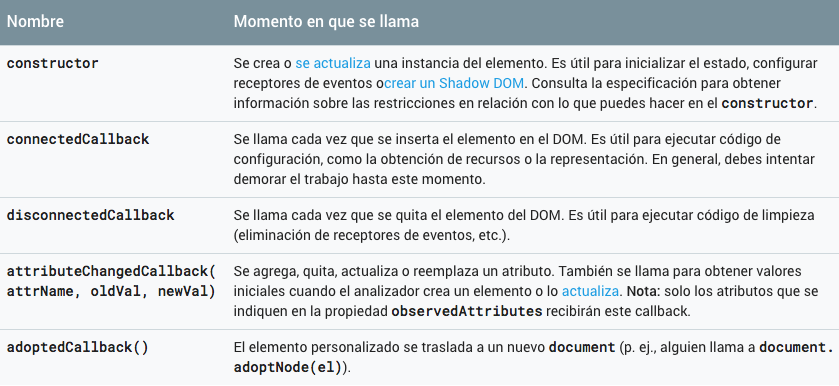 Nombre Momento en que se llama
constructor Se crea o se actualiza una instancia del elemento. Es útil para inicializar el estado, configurar
receptores de eventos ocrear un Shadow DOM. Consulta la especificación para obtener
información sobre las restricciones en relación con lo que puedes hacer en el constructor.
connectedCallback Se llama cada vez que se inserta el elemento en el DOM. Es útil para ejecutar código de
configuración, como la obtención de recursos o la representación. En general, debes intentar
demorar el trabajo hasta este momento.
disconnectedCallback Se llama cada vez que se quita el elemento del DOM. Es útil para ejecutar código de limpieza
(eliminación de receptores de eventos, etc.).
attributeChangedCallback( Se agrega, quita, actualiza o reemplaza un atributo. También se llama para obtener valores
attrName, oldVal, newVal) iniciales cuando el analizador crea un elemento o lo actualiza. Nota: solo los atributos que se
indiquen en la propiedad observedAttributes recibirán este callback.
adoptedCallback() El elemento personalizado se traslada a un nuevo document (p. ej., alguien llama a document.
adoptNode(el)).